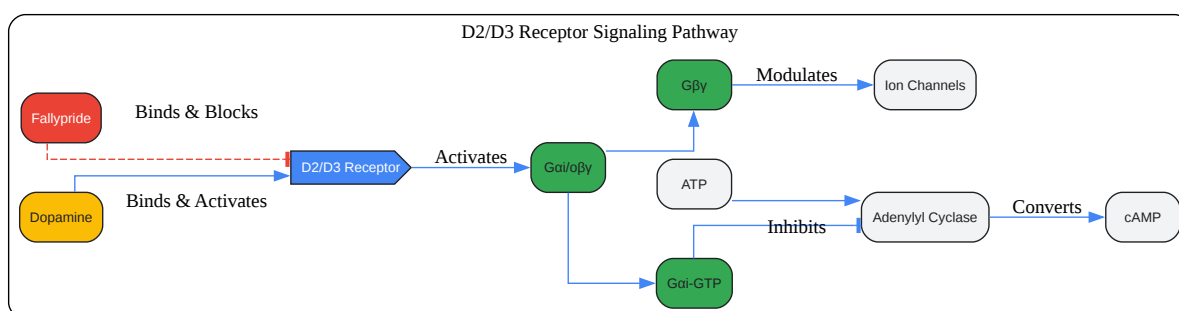 D2/D3 Receptor Signaling Pathway
Gβγ
Modulates
Ion Channels
Fallypride
Binds & Blocks
D2/D3 Receptor
Activates
Gαi/oβγ
ATP
Dopamine
Binds & Activates
Inhibits
Adenylyl Cyclase
Converts
cAMP
Gαi-GTP